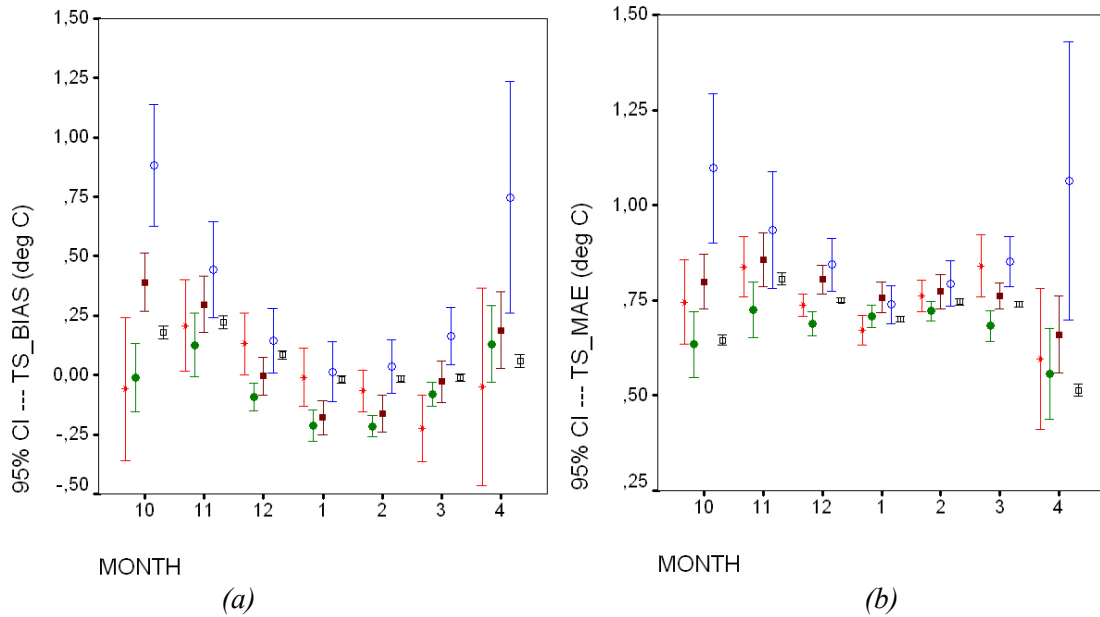 1,50
1,25
1,00
,75
,50
,25
0,00
-,25
-,50
95% CI --- TS_BIAS (deg C)
10 11 12 1 2 3 4
MONTH
(a)
1,50
1,25
1,00
,75
,50
,25
95% CI --- TS_MAE (deg C)
10 11 12 1 2 3 4
MONTH
(b)